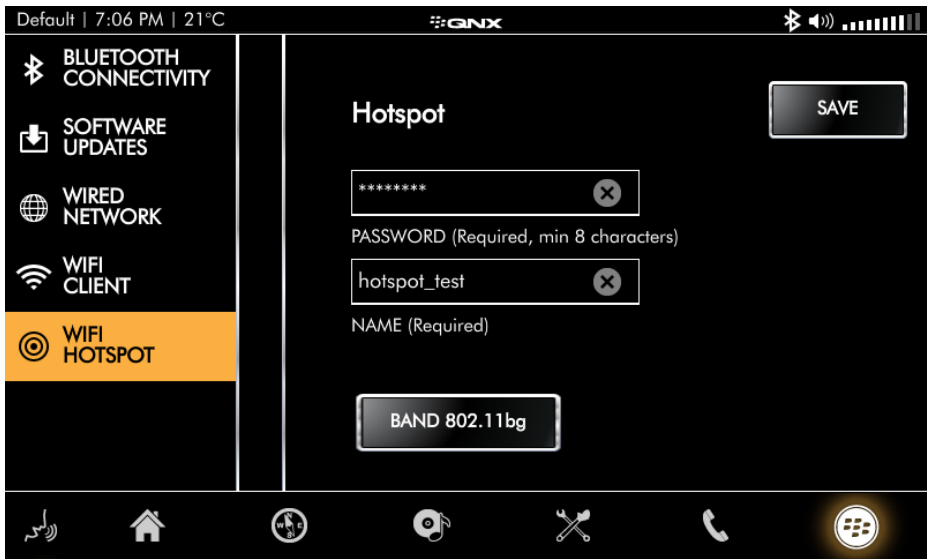 Default | 7:06 PM | 21°C
QNX
BLUETOOTH
CONNECTIVITY
SOFTWARE
UPDATES
WIRED
NETWORK
WIFI
CLIENT
WIFI
HOTSPOT
Hotspot
SAVE
********
PASSWORD (Required, min 8 characters)
hotspot_test
NAME (Required)
BAND 802.11bg
N
W E
S